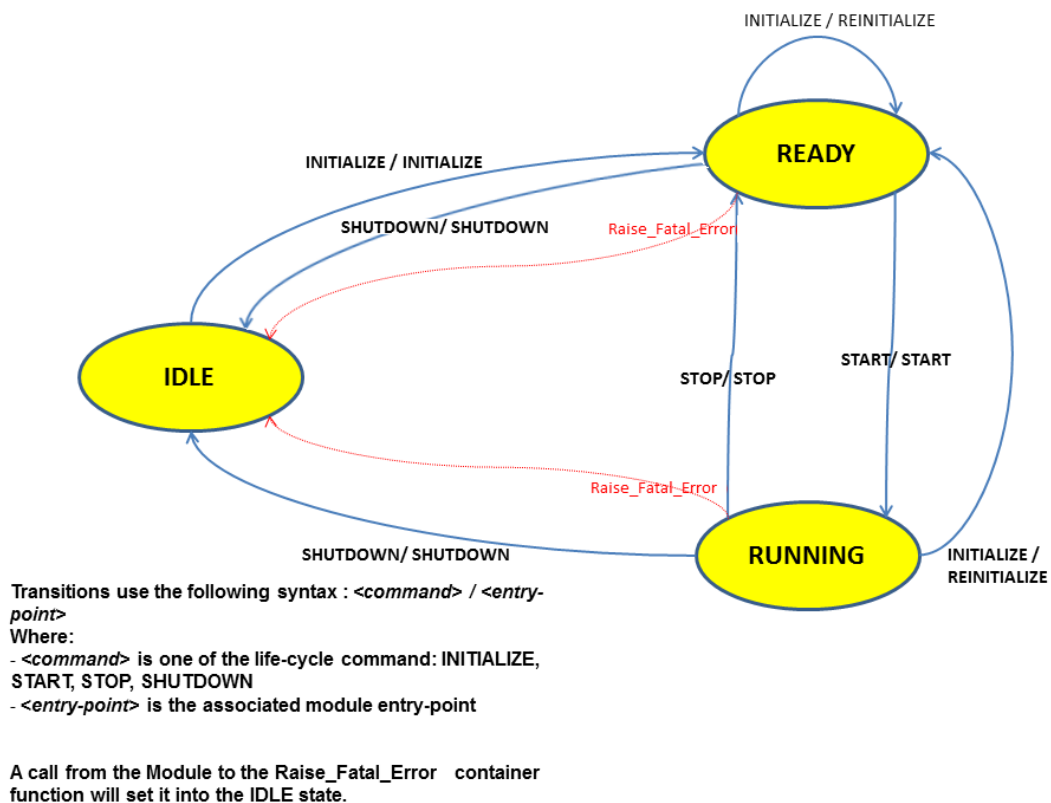 INITIALIZE / REINITIALIZE
READY
INITIALIZE / INITIALIZE
SHUTDOWN/ SHUTDOWN
Raise_Fatal_Error
IDLE
STOP/ STOP
START/ START
Raise_Fatal_Error
SHUTDOWN/ SHUTDOWN
RUNNING
INITIALIZE /
REINITIALIZE
Transitions use the following syntax : <command> / <entry-
point>
Where:
- <command> is one of the life-cycle command: INITIALIZE,
START, STOP, SHUTDOWN
- <entry-point> is the associated module entry-point
A call from the Module to the Raise_Fatal_Error container
function will set it into the IDLE state.